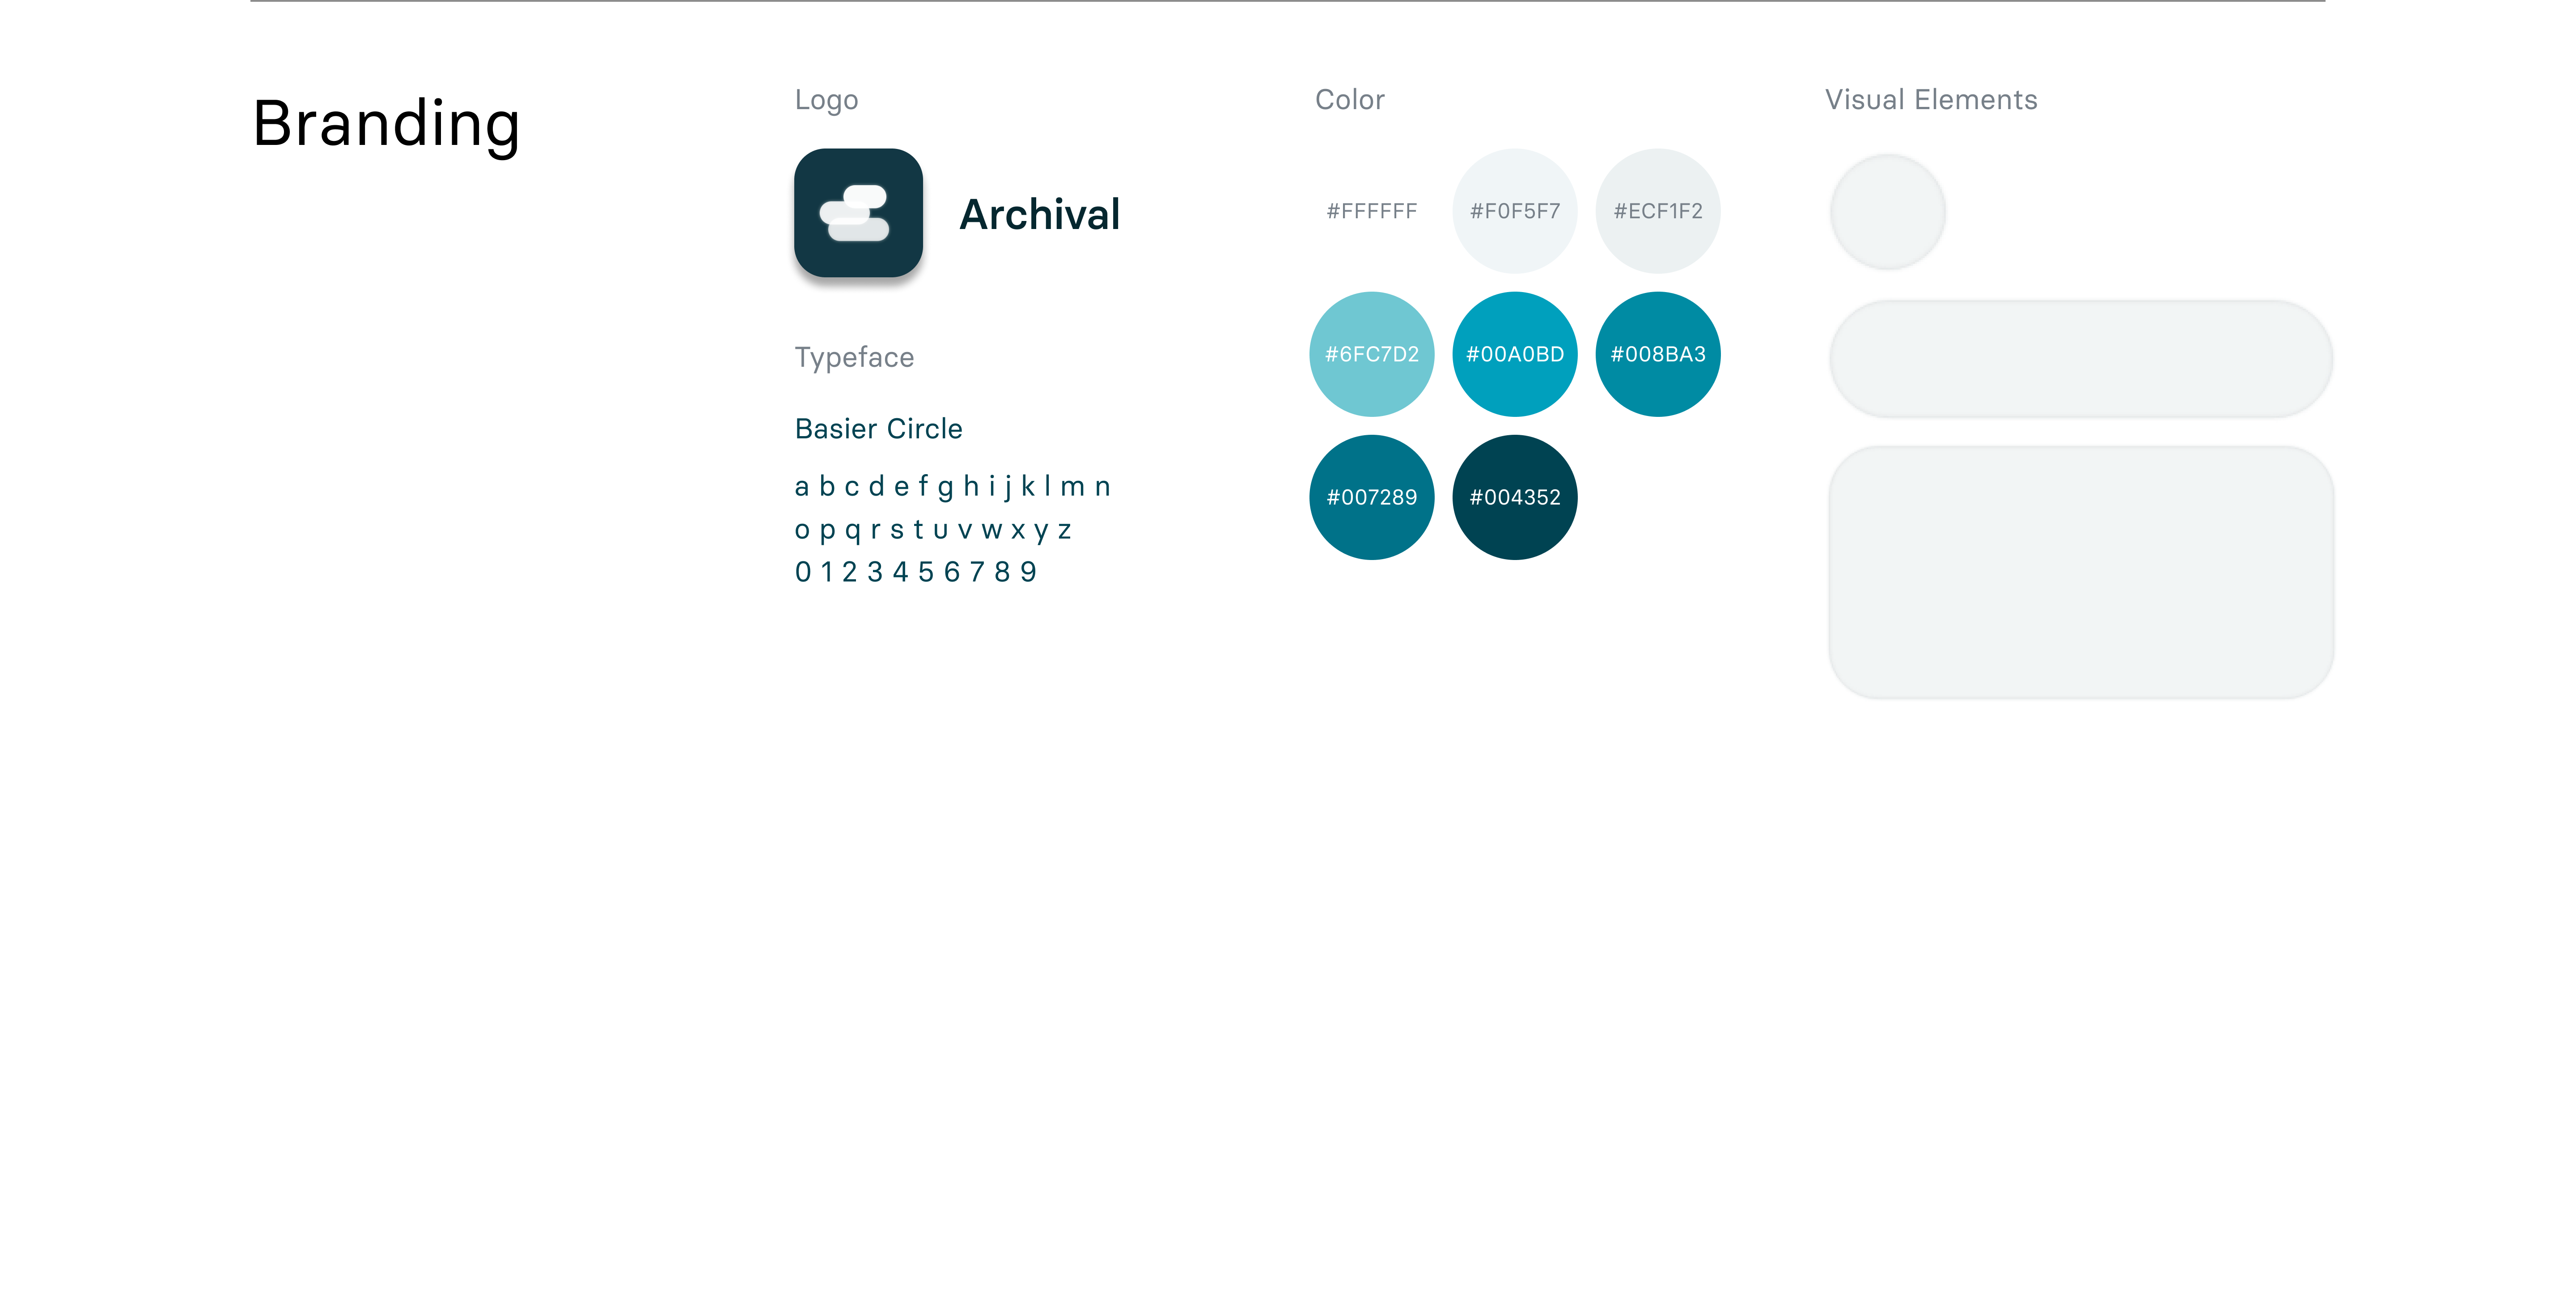 Branding
Logo
Archival
Typeface
Basier Circle
a b c d e f g h i j k l m n
o p q r s t u v w x y z
0 1 2 3 4 5 6 7 8 9
Color
#FFFFFF #F0F5F7 #ECF1F2
#6FC7D2 #00A0BD #008BA3
#007289 #004352
Visual Elements